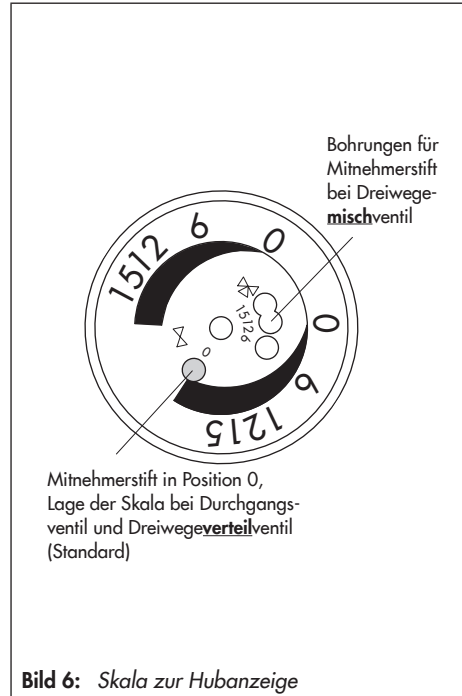 Bohrungen für
Mitnehmerstift
bei Dreiwege-
mischventil
1512 6 0
15126
0
0 6 1215
Mitnehmerstift in Position 0,
Lage der Skala bei Durchgangs-
ventil und Dreiwegeverteilventil
(Standard)
Bild 6: Skala zur Hubanzeige